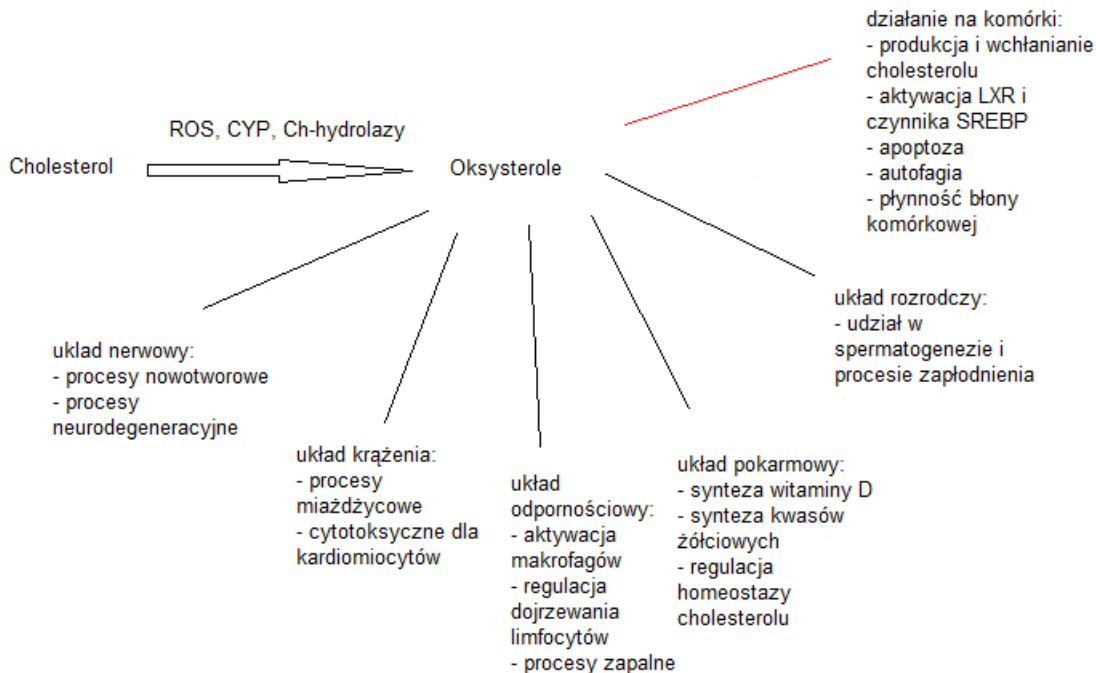 działanie na komórki:
- produkcja i wchłanianie
cholesterolu
- aktywacja LXR i
czynnika SREBP
- apoptoza
- autofagia
- płynność błony
komórkowej
ROS, CYP, Ch-hydrolazy
Cholesterol
Oksysterole
układ rozrodczy:
- udział w
spermatogenezie i
procesie zapłodnienia
uklad nerwowy:
- procesy nowotworowe
- procesy
neurodegeneracyjne
układ krążenia:
- procesy
miażdżycowe
- cytotoksyczne dla
kardiomiocytów
układ
odpornościowy:
- aktywacja
makrofagów
- regulacja
dojrzewania
limfocytów
- procesy zapalne
układ pokarmowy:
- synteza witaminy D
- synteza kwasów
żółciowych
- regulacja
homeostazy
cholesterolu